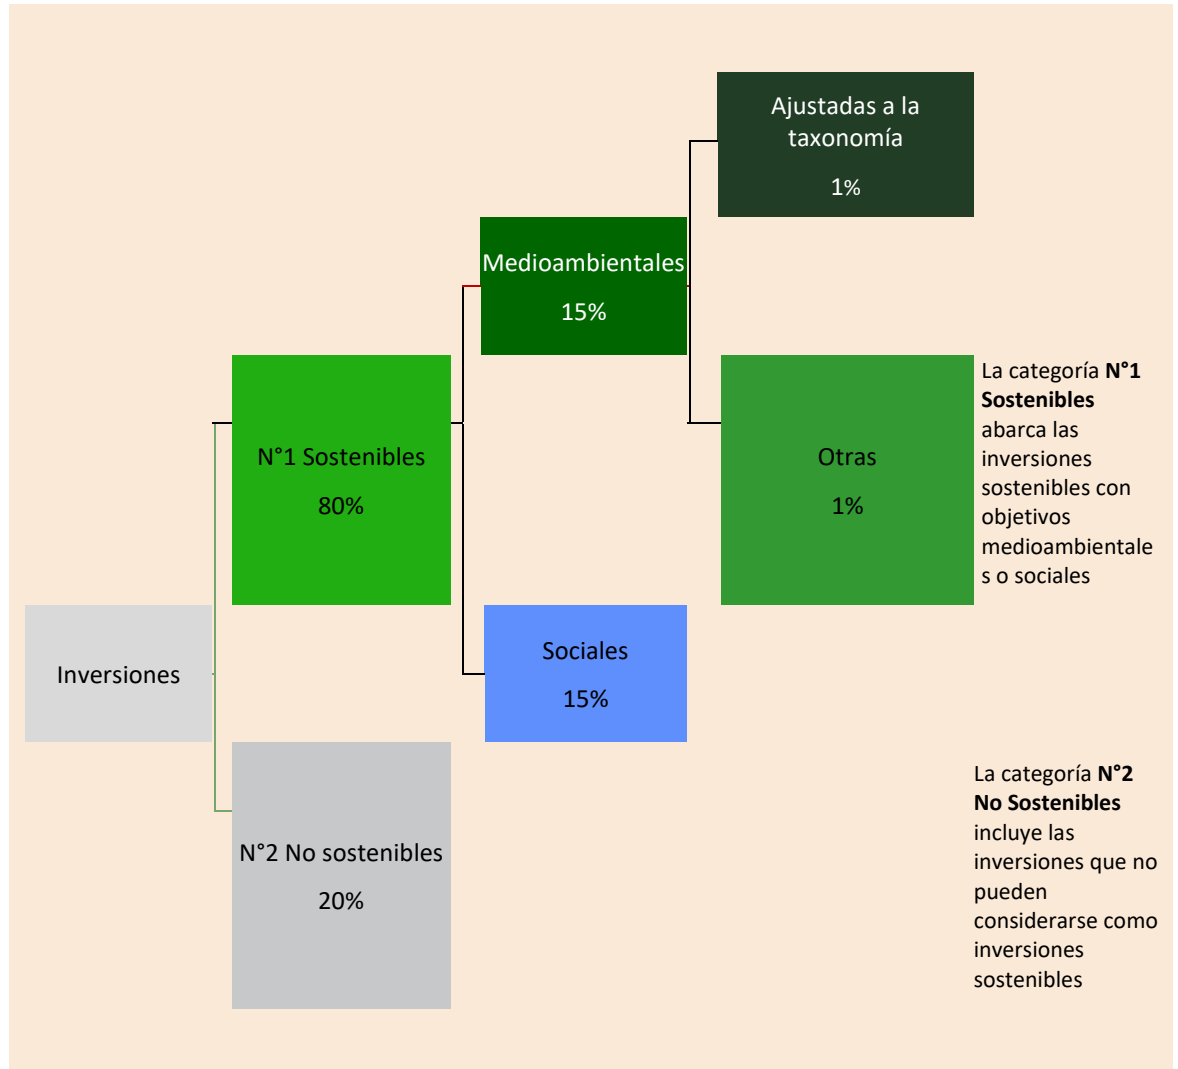 Ajustadas a la
taxonomía
1%
Medioambientales
15%
N°1 Sostenibles
80%
Otras
1%
La categoría N°1
Sostenibles
abarca las
inversiones
sostenibles con
objetivos
medioambientale
s o sociales
Inversiones
Sociales
15%
N°2 No sostenibles
20%
La categoría N°2
No Sostenibles
incluye las
inversiones que no
pueden
considerarse como
inversiones
sostenibles